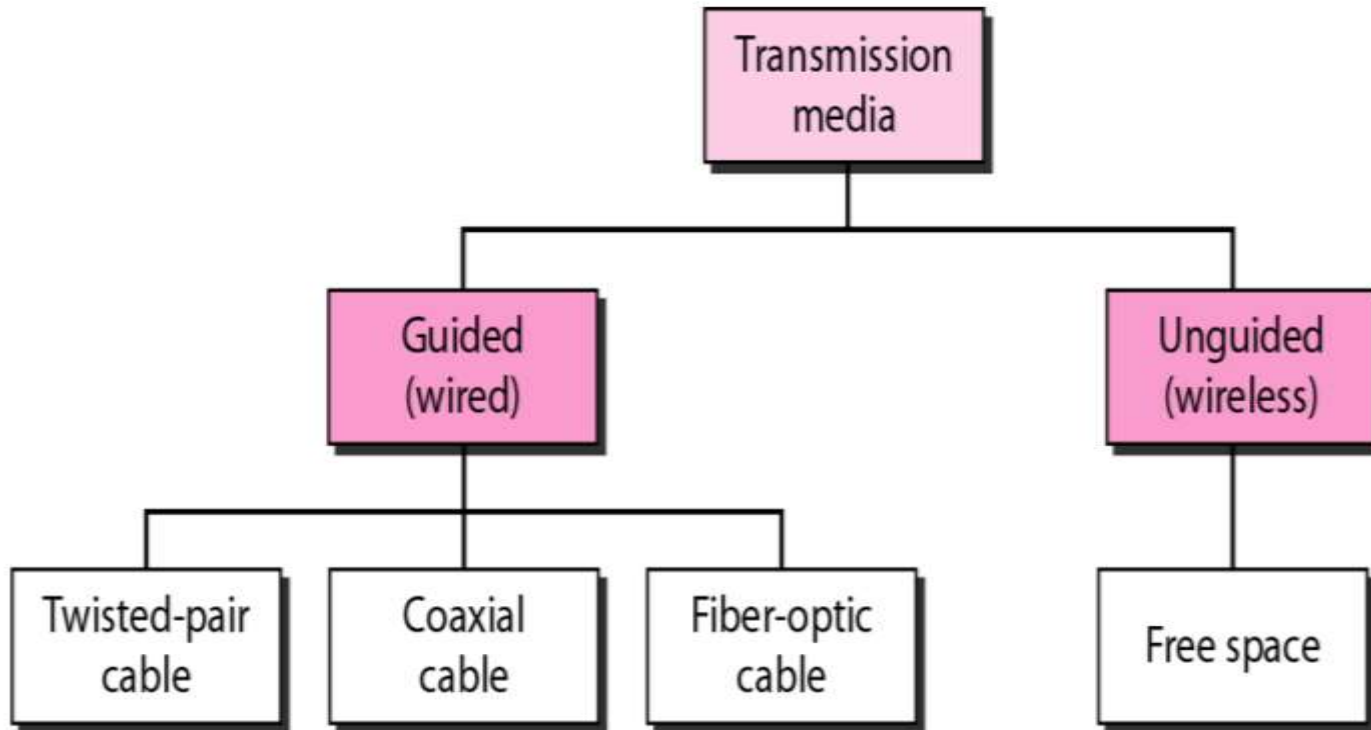 Transmission
media
Guided
(wired)
Unguided
(wireless)
Twisted-pair
cable
Coaxial
cable
Fiber-optic
cable
Free space